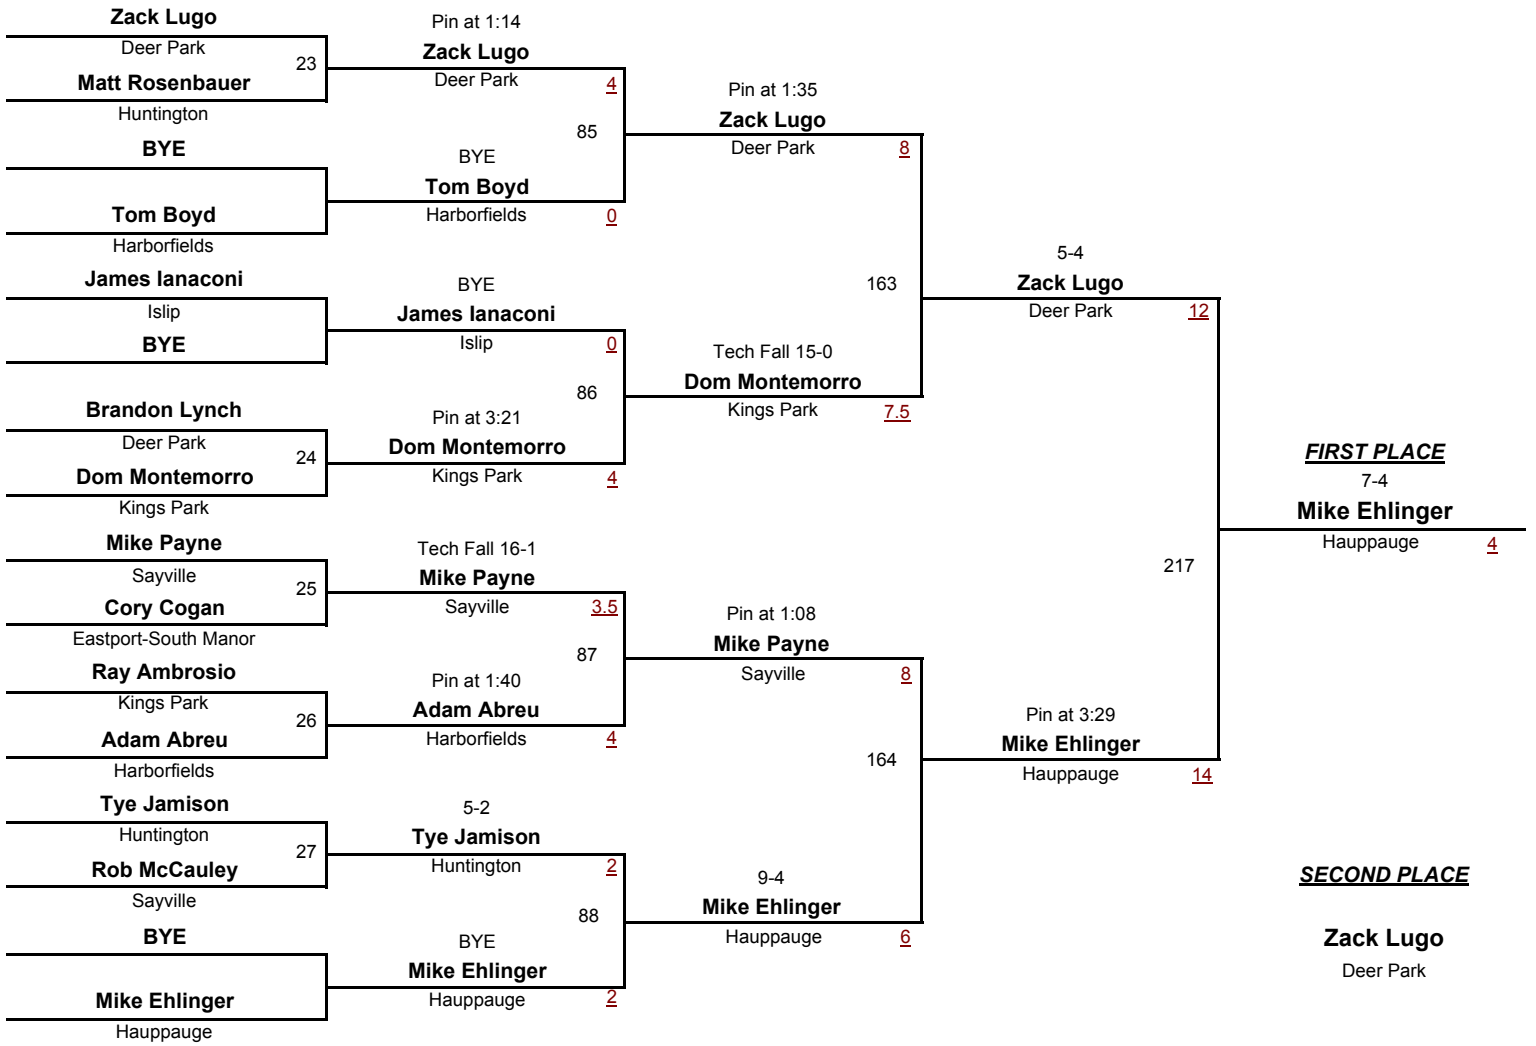 Zack Lugo
Deer Park
23
Matt Rosenbauer
Huntington
BYE
Tom Boyd
Harborfields
James Ianaconi
Islip
BYE
Brandon Lynch
Deer Park
24
Dom Montemorro
Kings Park
Mike Payne
Sayville
25
Cory Cogan
Eastport-South Manor
Ray Ambrosio
Kings Park
26
Adam Abreu
Harborfields
Tye Jamison
Huntington
27
Rob McCauley
Sayville
BYE
Mike Ehlinger
Hauppauge
Pin at 1:14
Zack Lugo
Deer Park
4
85
BYE
Tom Boyd
Harborfields
0
BYE
James Ianaconi
Islip
0
86
Pin at 3:21
Dom Montemorro
Kings Park
4
Tech Fall 16-1
Mike Payne
Sayville
3.5
87
Pin at 1:40
Adam Abreu
Harborfields
4
5-2
Tye Jamison
Huntington
2
88
BYE
Mike Ehlinger
Hauppauge
2
Pin at 1:35
Zack Lugo
Deer Park
8
163
Tech Fall 15-0
Dom Montemorro
Kings Park
7.5
Pin at 1:08
Mike Payne
Sayville
8
164
9-4
Mike Ehlinger
Hauppauge
6
5-4
Zack Lugo
Deer Park
12
217
Pin at 3:29
Mike Ehlinger
Hauppauge
14
FIRST PLACE
7-4
Mike Ehlinger
Hauppauge
4
SECOND PLACE
Zack Lugo
Deer Park